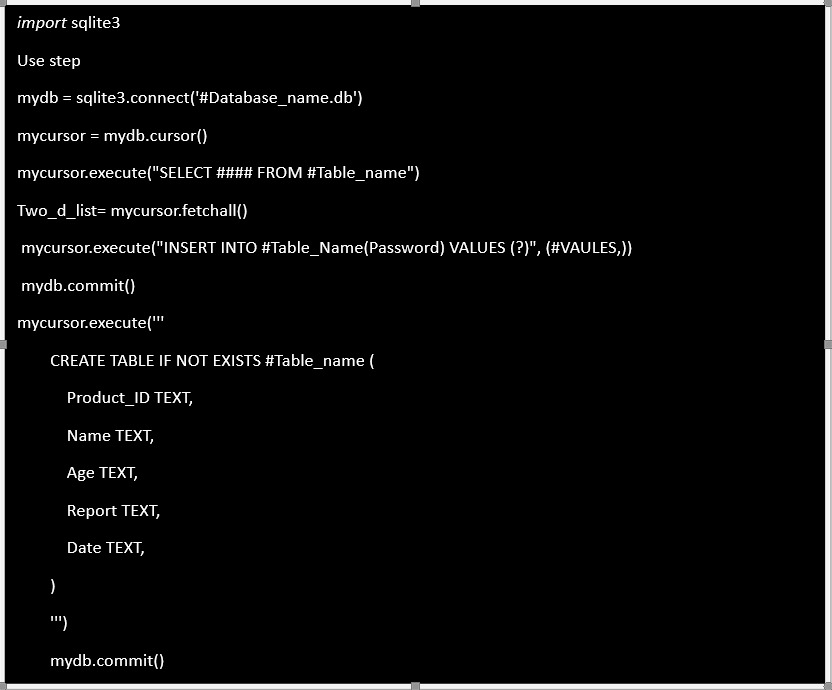 import sqlite3
Use step
mydb = sqlite3.connect('#Database_name.db')
mycursor = mydb.cursor()
mycursor.execute("SELECT #### FROM #Table_name")
Two_d_list= mycursor.fetchall()
mycursor.execute("INSERT INTO #Table_Name(Password) VALUES (?)", (#VAULES,))
mydb.commit()
mycursor.execute('''
CREATE TABLE IF NOT EXISTS #Table_name (
Product_ID TEXT,
Name TEXT,
Age TEXT,
Report TEXT,
Date TEXT,
)
''')
mydb.commit()